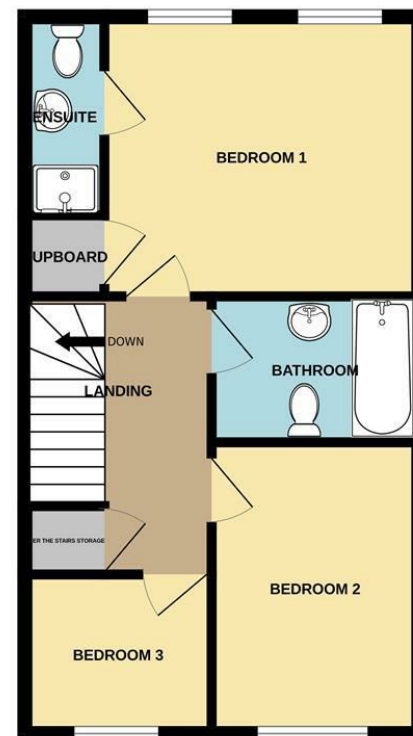 ENSUITE
BEDROOM 1
UPBOARD
DOWN
LANDING
BATHROOM
ER THE STAIRS STORAGE
BEDROOM 2
BEDROOM 3